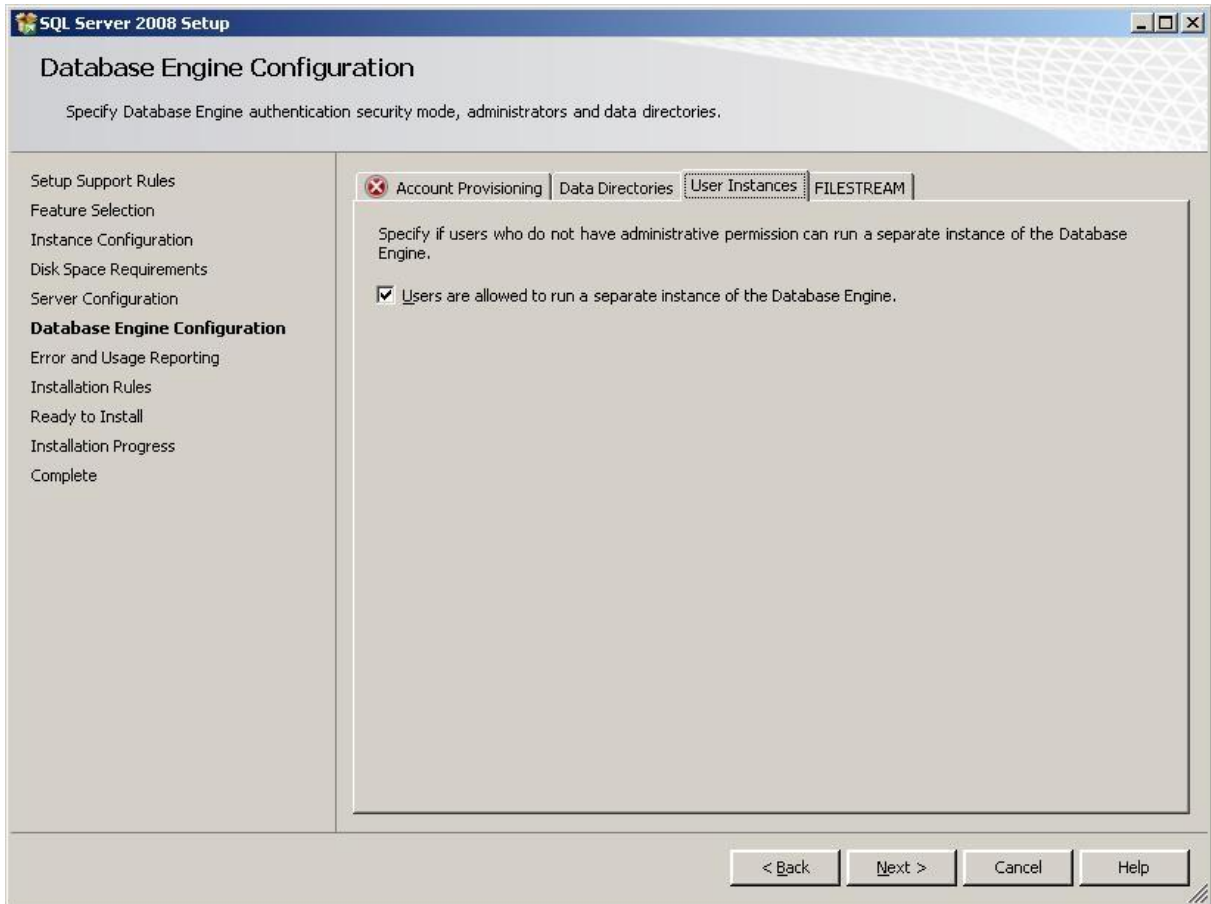 SQL Server 2008 Setup
Database Engine Configuration
Specify Database Engine authentication security mode, administrators and data directories.
Setup Support Rules
Feature Selection
Instance Configuration
Disk Space Requirements
Server Configuration
Database Engine Configuration
Error and Usage Reporting
Installation Rules
Ready to Install
Installation Progress
Complete
Account Provisioning Data Directories User Instances FILESTREAM
Specify if users who do not have administrative permission can run a separate instance of the Database
Engine.
Users are allowed to run a separate instance of the Database Engine.
< Back Next > Cancel Help